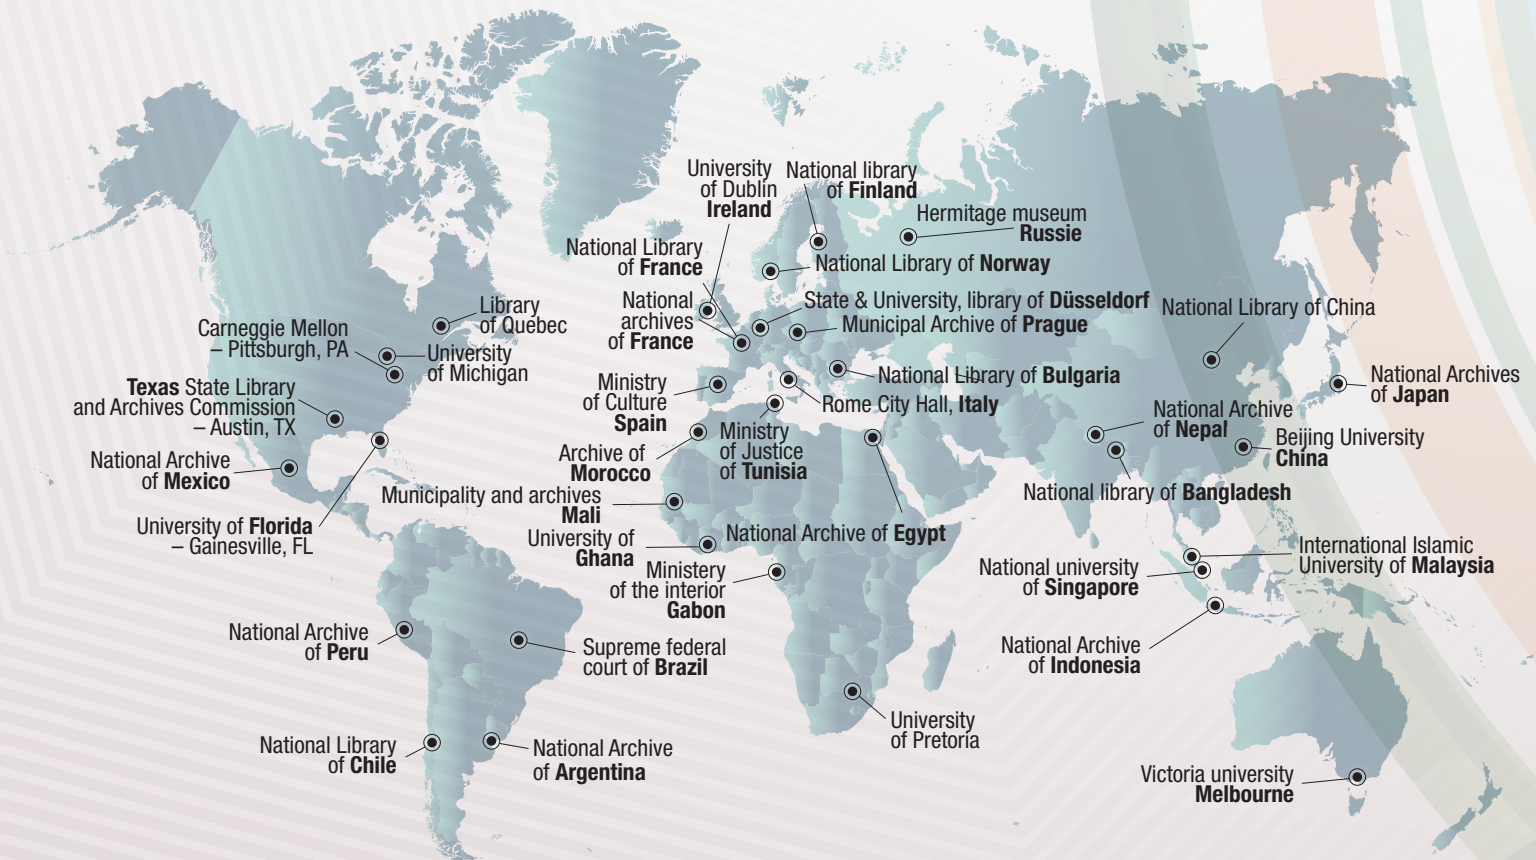 University
of Dublin
Ireland
National library
of Finland
Hermitage museum
Russie
National Library
of France
National Library of Norway
National
archives
of France
State & University, library of Düsseldorf
Municipal Archive of Prague
National Library of China
Library
of Québec
Carneggie Mellon
– Pittsburgh, PA
University
of Michigan
Texas State Library
and Archives Commission
– Austin, TX
Ministry
of Culture
Spain
National Library of Bulgaria
Rome City Hall, Italy
National Archives
of Japan
National Archive
of Nepal
Beijing University
China
Archive of
Morocco
Ministry
of Justice
of Tunisia
National Archive
of Mexico
Municipality and archives
Mali
National library of Bangladesh
University of Florida
– Gainesville, FL
University of
Ghana
National Archive of Egypt
International Islamic
University of Malaysia
Ministery
of the interior
Gabon
National university
of Singapore
National Archive
of Peru
Supreme federal
court of Brazil
National Archive
of Indonesia
University
of Pretoria
National Library
of Chile
National Archive
of Argentina
Victoria university
Melbourne